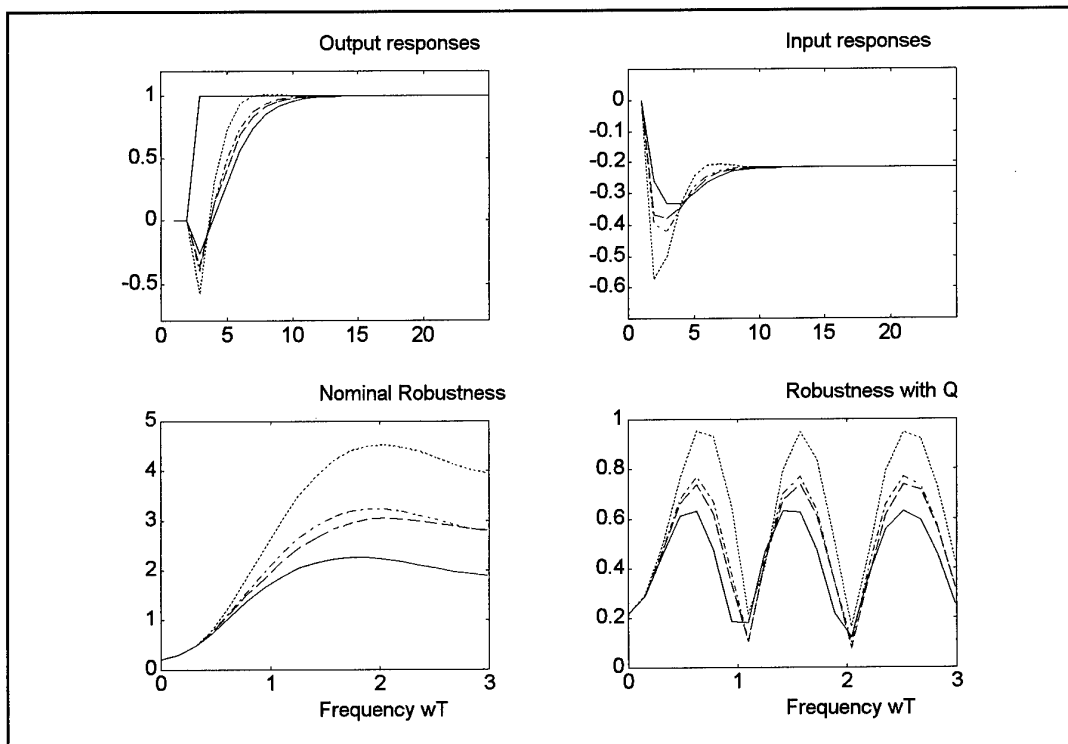 Output responses
1
0.5
0
-0.5
0 5 10 15 20
Input responses
0
-0.1
-0.2
-0.3
-0.4
-0.5
-0.6
0 5 10 15 20
Nominal Robustness
5
4
3
2
1
0
0 1 2 3
Frequency wT
Robustness with Q
1
0.8
0.6
0.4
0.2
0
0 1 2 3
Frequency wT